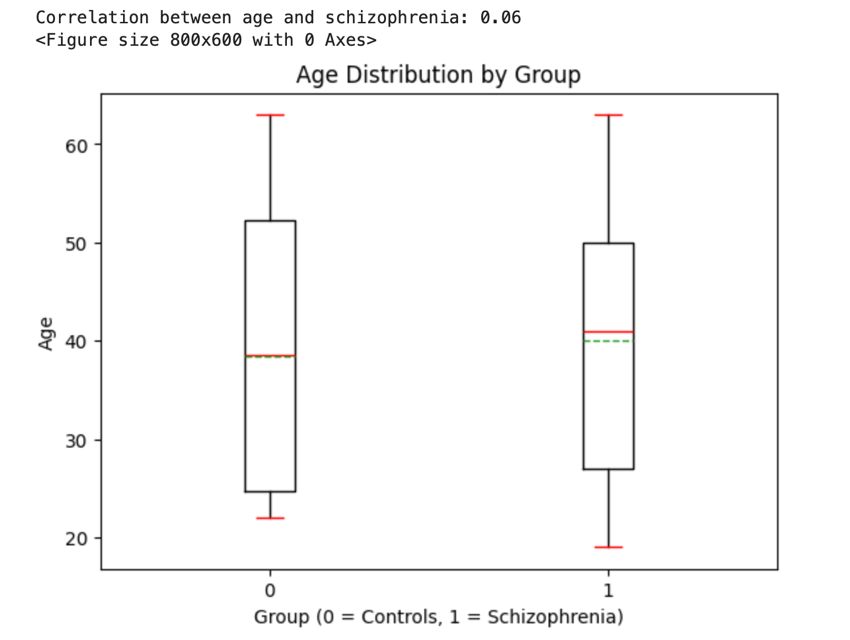 Correlation between age and schizophrenia: 0.06
<Figure size 800x600 with 0 Axes>
Age Distribution by Group
60
50
40
30
20
Age
0
1
Group (0 = Controls, 1 = Schizophrenia)